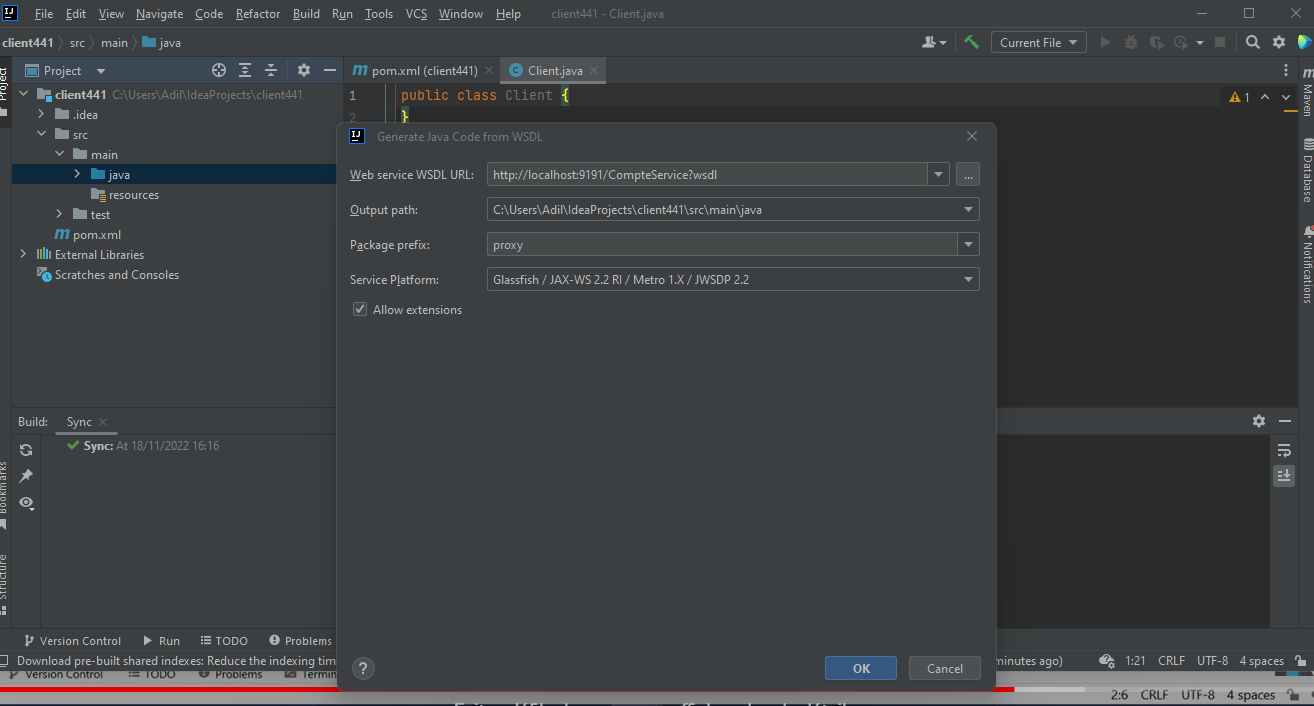 IJ File Edit View Navigate Code Refactor Build Run Tools VCS Window Help client441 - Client.java
client441 src main java Current File
Project pom.xml (client441) Client.java
Project
Maven
Database
Notifications
Bookmarks
Structure
client441 C:\Users\Adil\IdeaProjects\client441
.idea
src
main
java
resources
test
pom.xml
External Libraries
Scratches and Consoles
1 public class Client {
2 }
1
IJ Generate Java Code from WSDL
Web service WSDL URL: http://localhost:9191/CompteService?wsdl ...
Output path: C:\Users\Adil\IdeaProjects\client441\src\main\java
Package prefix: proxy
Service Platform: Glassfish / JAX-WS 2.2 RI / Metro 1.X / JWSDP 2.2
Allow extensions
? OK Cancel
Build: Sync
Sync: At 18/11/2022 16:16
Version Control Run TODO Problems
Download pre-built shared indexes: Reduce the indexing tim minutes ago) 1:21 CRLF UTF-8 4 spaces
Version Control TODO Problems Termin
2:6 CRLF UTF-8 4 spaces